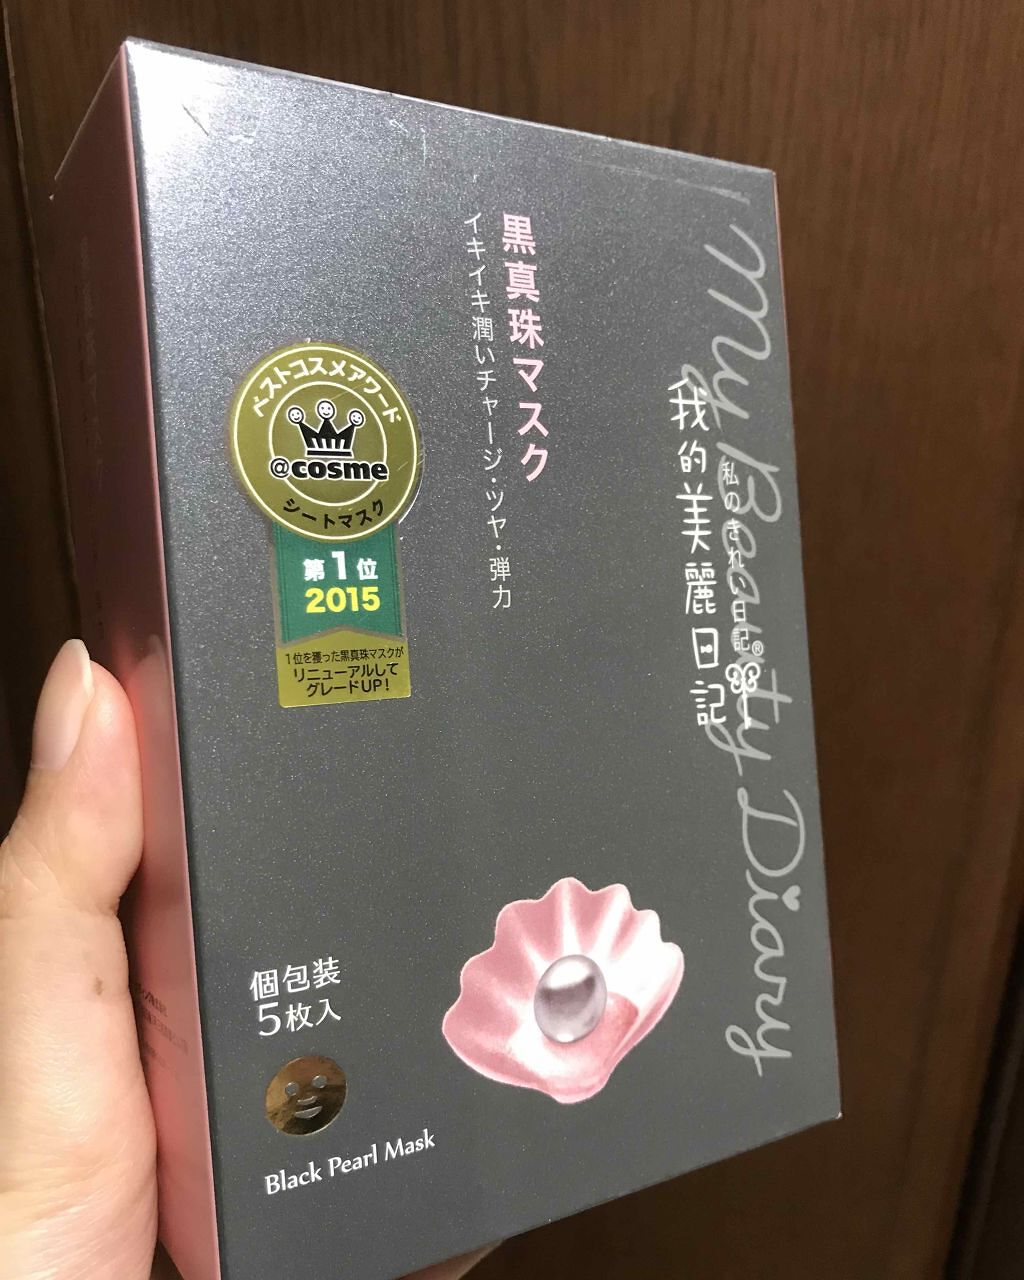 My Beauty Diary
我的美麗日記
私のきれい日記®
黒真珠マスク
イキイキ潤いチャージ・ツヤ・弾力
ベストコスメアワード
@cosme
シートマスク
第1位
2015
1位を獲った黒真珠マスクが
リニューアルして
グレードUP!
個包装
5枚入
Black Pearl Mask